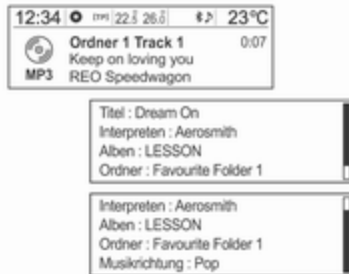 12:34 [TP] 22.5 26.0 23°C
Ordner 1 Track 1 0:07
Keep on loving you
MP3 REO Speedwagon
Titel : Dream On
Interpreten : Aerosmith
Alben : LESSON
Ordner : Favourite Folder 1
Interpreten : Aerosmith
Alben : LESSON
Ordner : Favourite Folder 1
Musikrichtung : Pop